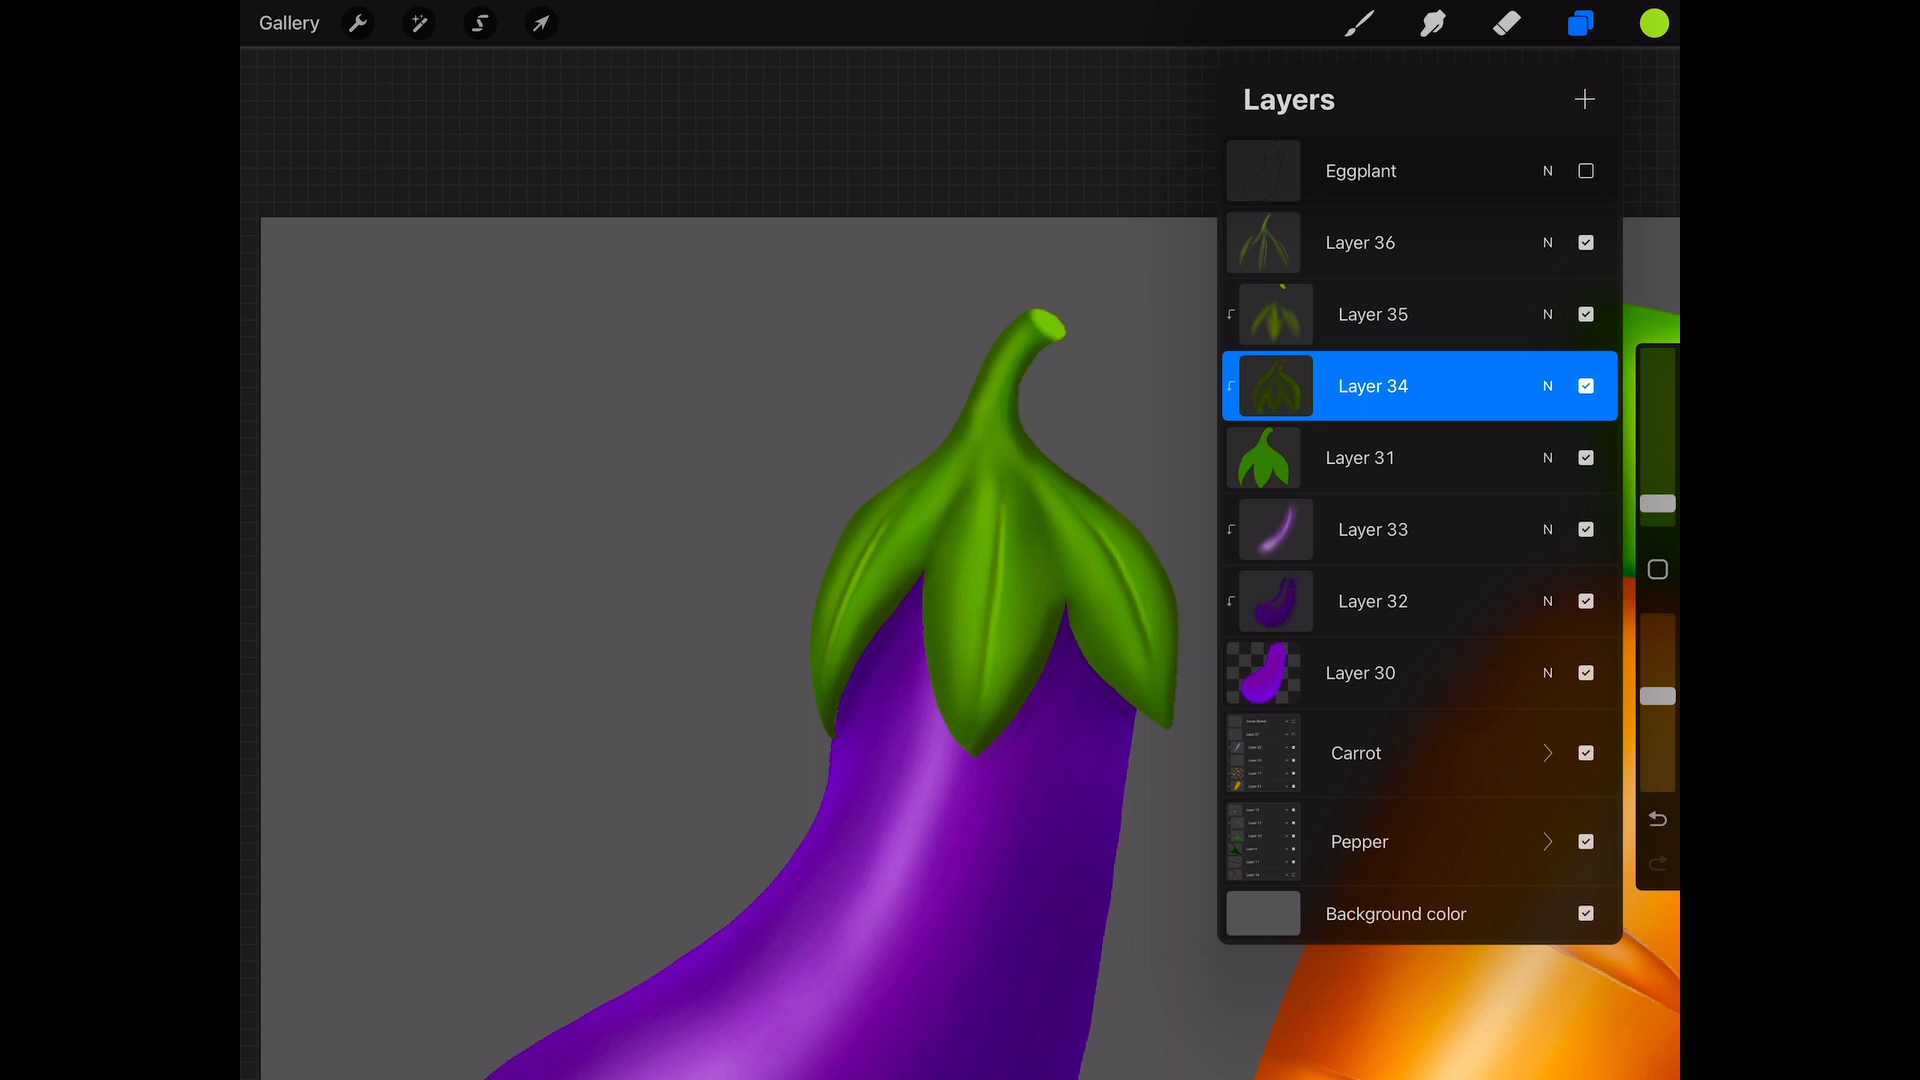 Gallery
Layers
Eggplant N
Layer 36 N
Layer 35 N
Layer 34 N
Layer 31 N
Layer 33 N
Layer 32 N
Layer 30 N
Carrot
Pepper
Background color